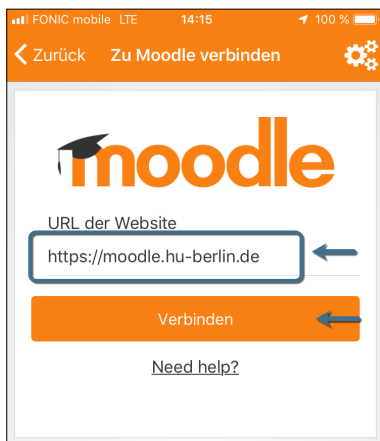 FONIC mobile LTE 14:15 100 %
Zurück Zu Moodle verbinden
moodle
URL der Website
https://moodle.hu-berlin.de
Verbinden
Need help?